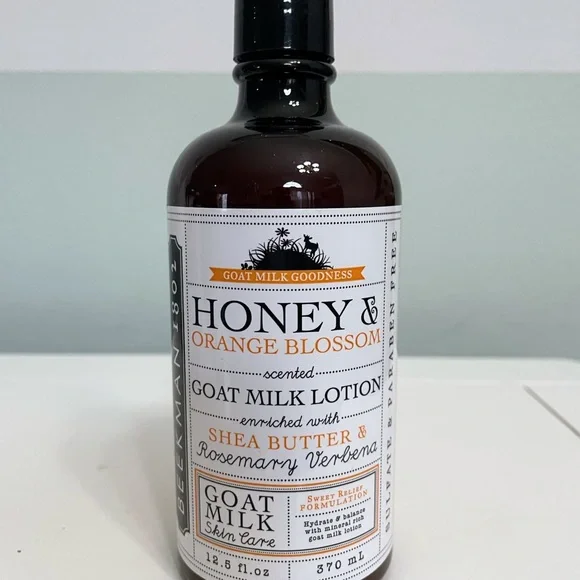 GOAT MILK GOODNESS
HONEY &
ORANGE BLOSSOM
scented
GOAT MILK LOTION
enriched with
SHEA BUTTER &
Rosemary Verbena
GOAT
MILK
Skin Care
SWEET RELIEF
FORMULATION
Hydrate & balance
with mineral rich
goat milk lotion
12.5 fl.oz
370 mL
BEEKMAN 1802
SULFATE & PARABEN FREE